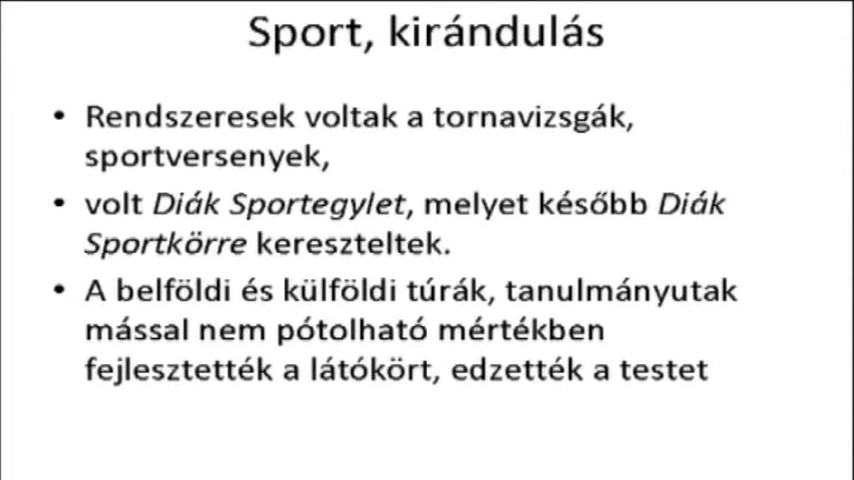 Sport, kirándulás
• Rendszeresek voltak a tornavizsgák,
sportversenyek,
• volt Diák Sportegylet, melyet később Diák
Sportkörre kereszteltek.
• A belföldi és külföldi túrák, tanulmányutak
mással nem pótolható mértékben
fejlesztették a látókört, edzették a testet